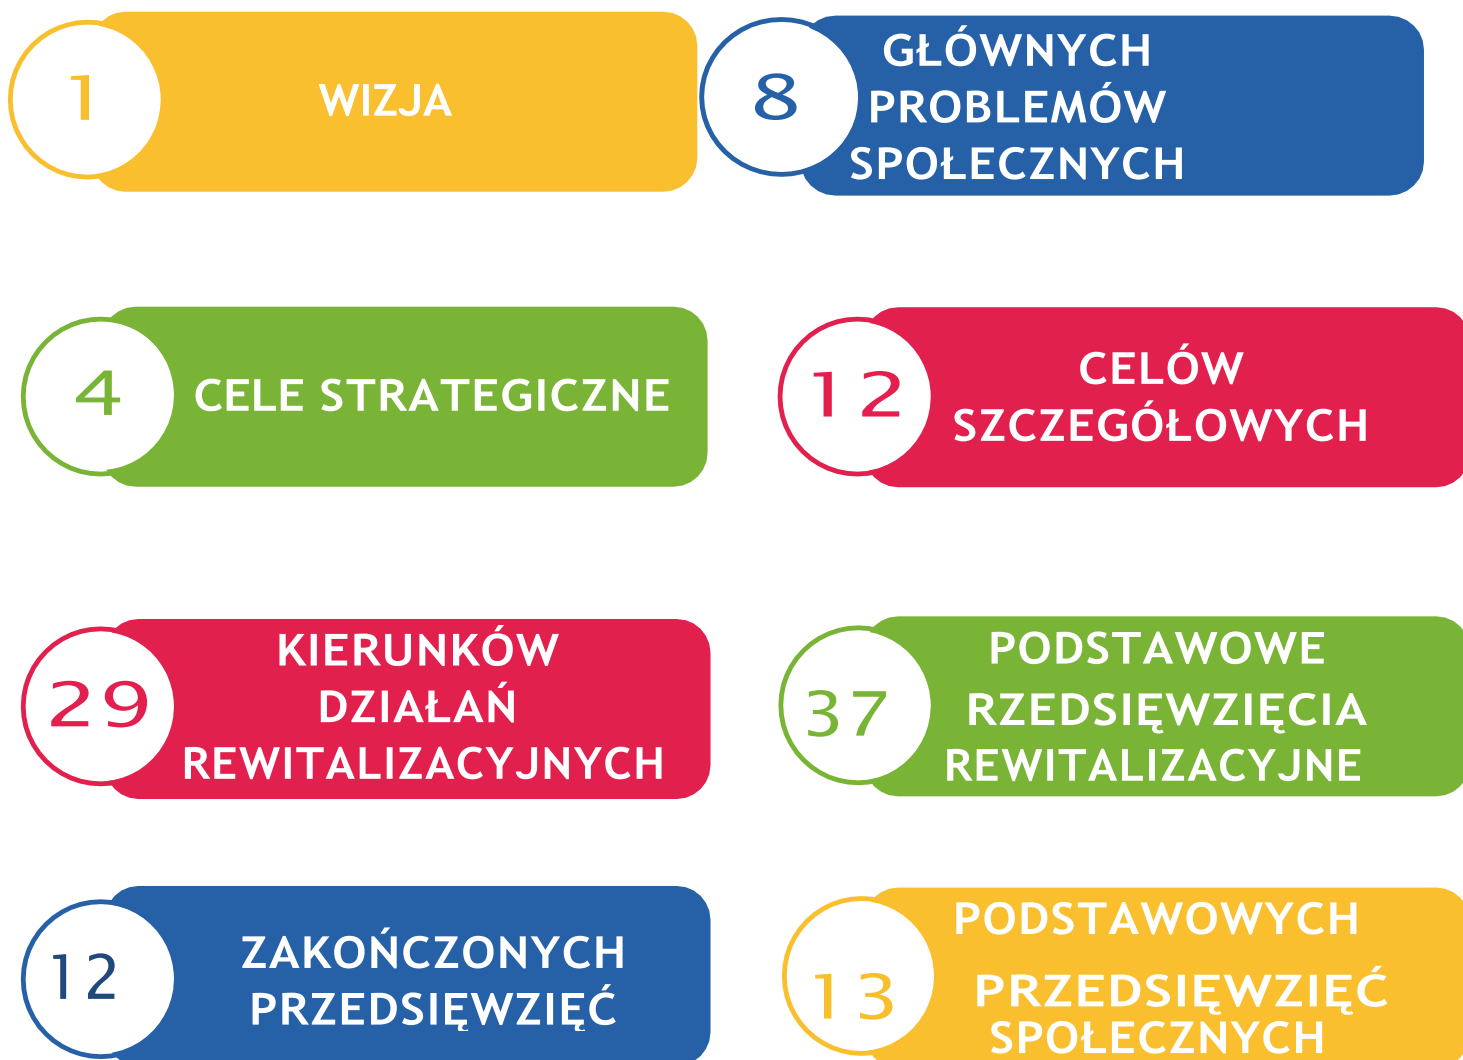 1
WIZJA
8
GŁÓWNYCH
PROBLEMÓW
SPOŁECZNYCH
4
CELE STRATEGICZNE
12
CELÓW
SZCZEGÓŁOWYCH
29
KIERUNKÓW
DZIAŁAŃ
REWITALIZACYJNYCH
37
PODSTAWOWE
RZEDSIĘWZIĘCIA
REWITALIZACYJNE
12
ZAKOŃCZONYCH
PRZEDSIĘWZIĘĆ
13
PODSTAWOWYCH
PRZEDSIĘWZIĘĆ
SPOŁECZNYCH